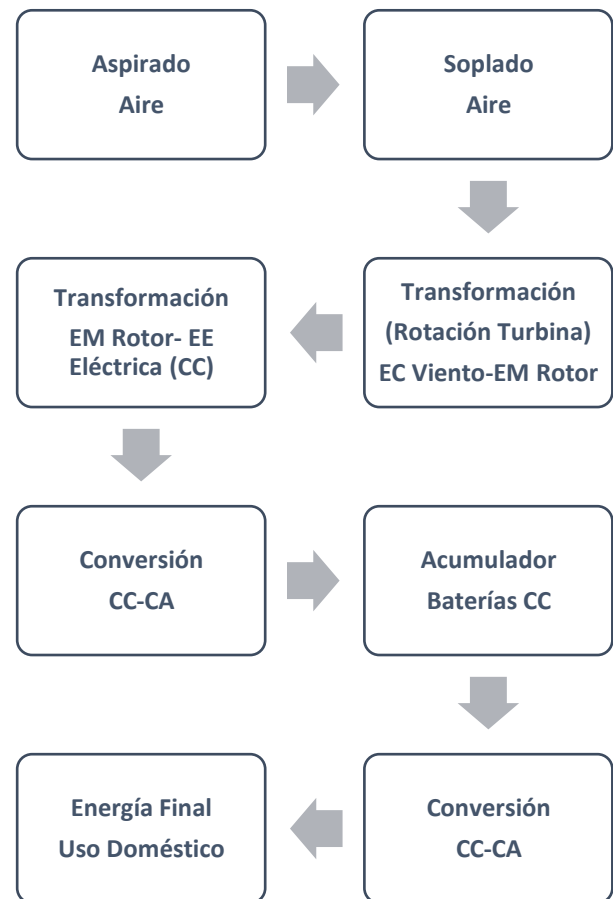 Aspirado
Aire
Soplado
Aire
Transformación
(Rotación Turbina)
EC Viento-EM Rotor
Transformación
EM Rotor- EE
Eléctrica (CC)
Conversión
CC-CA
Acumulador
Baterías CC
Conversión
CC-CA
Energía Final
Uso Doméstico